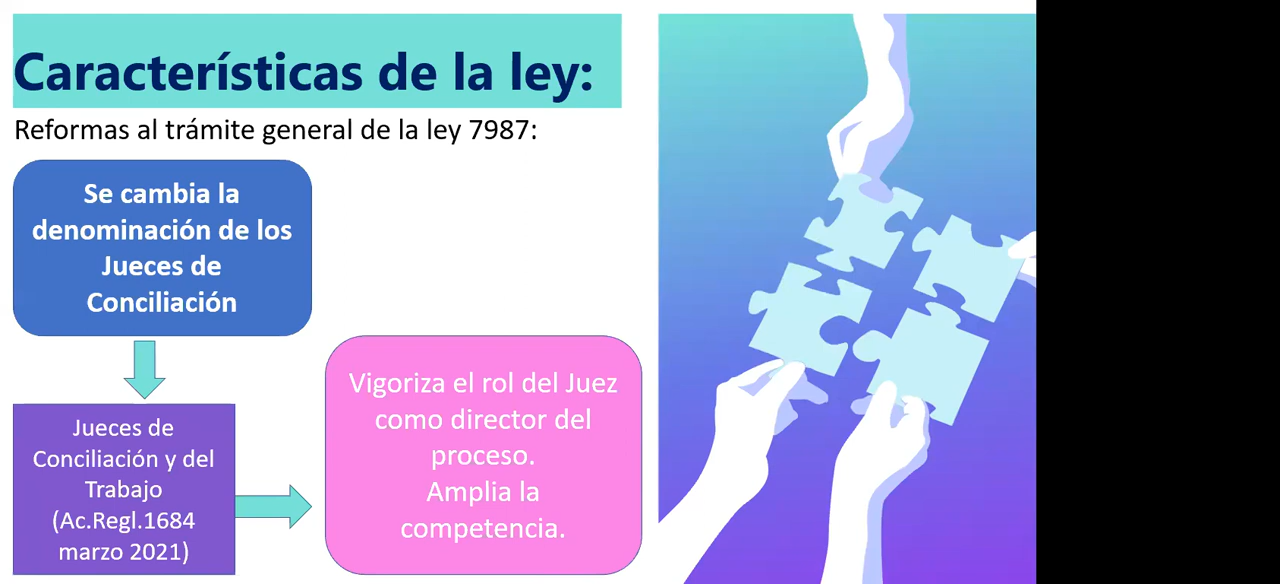 Características de la ley:
Reformas al trámite general de la ley 7987:
Se cambia la
denominación de los
Jueces de
Conciliación
Jueces de
Conciliación y del
Trabajo
(Ac.Regl.1684
marzo 2021)
Vigoriza el rol del Juez
como director del
proceso.
Amplia la
competencia.